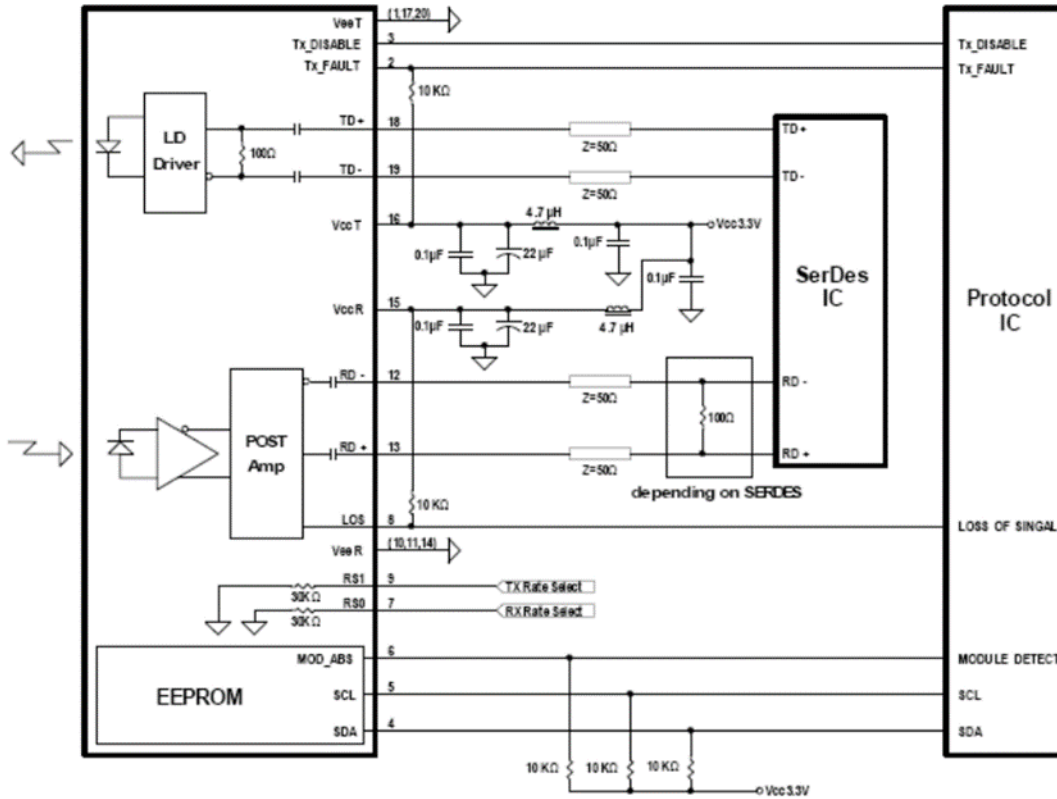 VeeT
(1,17,20)
Tx_DISABLE
3
Tx_DISABLE
Tx_FAULT
2
Tx_FAULT
10 KΩ
LD
Driver
100Ω
TD+
18
Z=50Ω
TD+
TD-
19
Z=50Ω
TD-
VccT
16
4.7 μH
Vcc3.3V
0.1μF
22 μF
0.1μF
0.1μF
SerDes
IC
Protocol
IC
VccR
15
0.1μF
22 μF
4.7 μH
RD -
12
Z=50Ω
RD -
100Ω
POST
Amp
RD +
13
Z=50Ω
RD +
depending on SERDES
10 KΩ
LOS
8
LOSS OF SINGAL
VeeR
(10,11,14)
RS1
9
TX Rate Select
30KΩ
RS0
7
RX Rate Select
30KΩ
MOD_ABS
6
MODULE DETECT
EEPROM
SCL
5
SCL
SDA
4
SDA
10 KΩ
10 KΩ
10 KΩ
Vcc3.3V